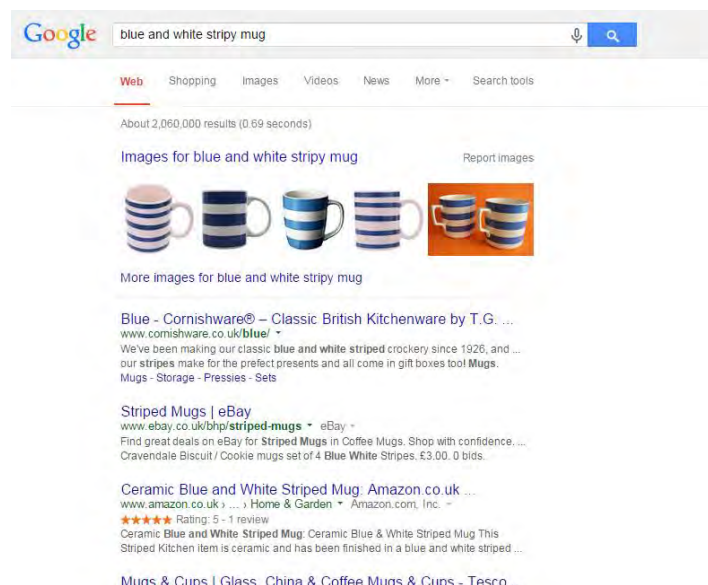 Google
blue and white stripy mug
Web Shopping Images Videos News More Search tools
About 2,060,000 results (0.69 seconds)
Images for blue and white stripy mug Report images
More images for blue and white stripy mug
Blue - Cornishware® – Classic British Kitchenware by T.G. ...
www.cornishware.co.uk/blue/
We've been making our classic blue and white striped crockery since 1926, and ...
our stripes make for the prefect presents and all come in gift boxes too! Mugs.
Mugs - Storage - Pressies - Sets
Striped Mugs | eBay
www.ebay.co.uk/bhp/striped-mugs eBay
Find great deals on eBay for Striped Mugs in Coffee Mugs. Shop with confidence. ...
Cravendale Biscuit / Cookie mugs set of 4 Blue White Stripes. £3.00. 0 bids.
Ceramic Blue and White Striped Mug: Amazon.co.uk ...
www.amazon.co.uk › ... › Home & Garden Amazon.com, Inc.
★★★★★ Rating: 5 - 1 review
Ceramic Blue and White Striped Mug: Ceramic Blue & White Striped Mug This
Striped Kitchen item is ceramic and has been finished in a blue and white striped ...
Mugs & Cups | Glass, China & Coffee Mugs & Cups - Tesco ...